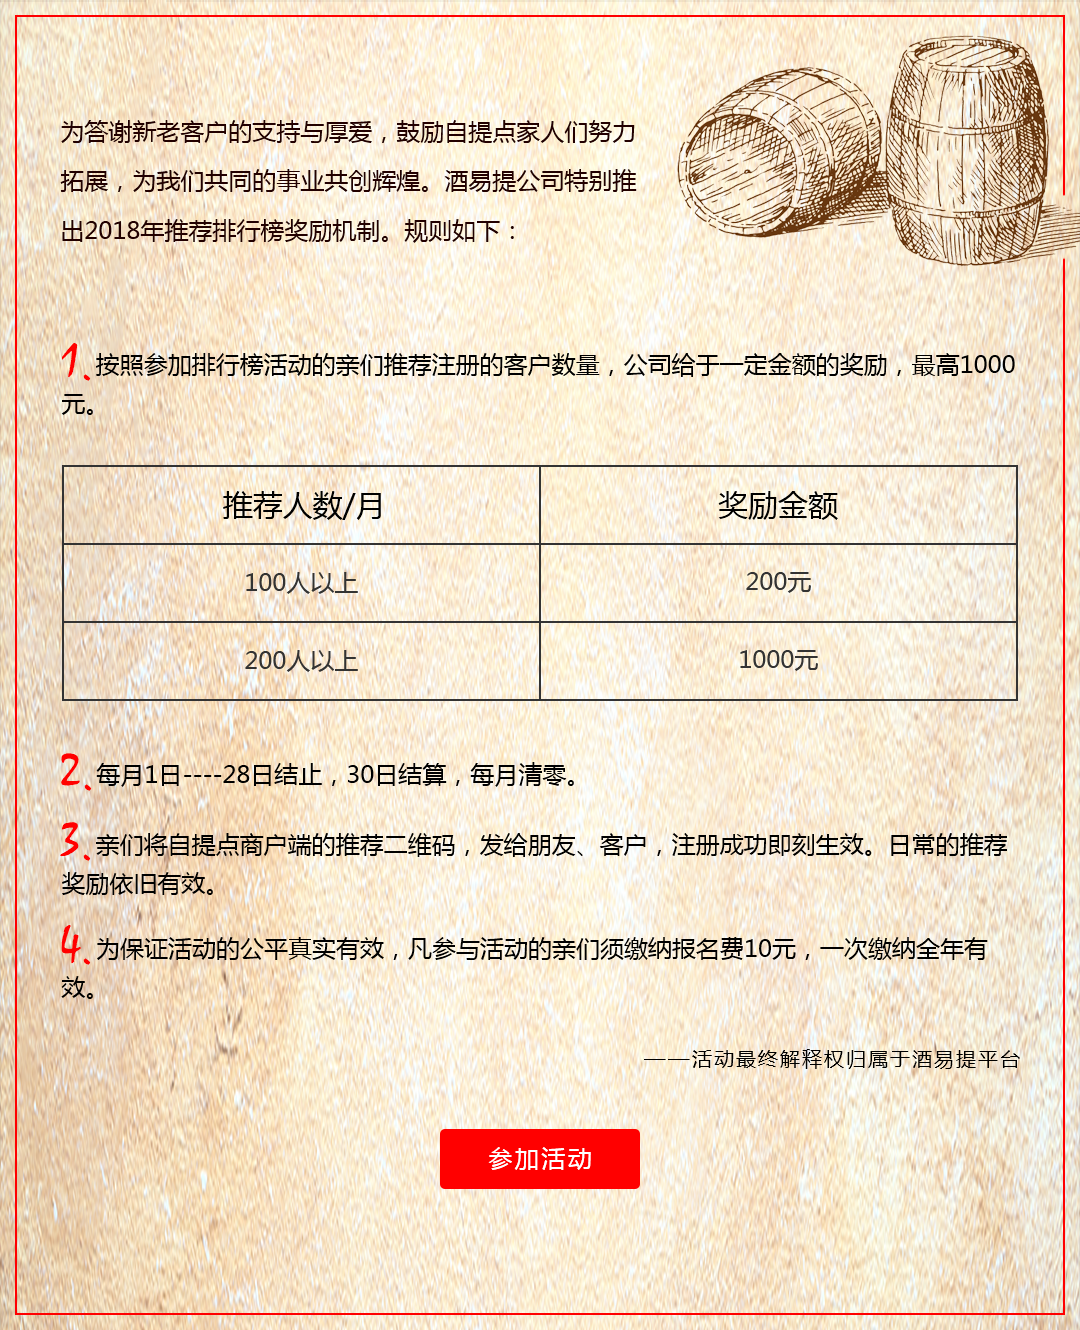 为答谢新老客户的支持与厚爱，鼓励自提点家人们努力
拓展，为我们共同的事业共创辉煌。酒易提公司特别推
出2018年推荐排行榜奖励机制。规则如下：
1.按照参加排行榜活动的亲们推荐注册的客户数量，公司给于一定金额的奖励，最高1000
元。
推荐人数/月 奖励金额
100人以上 200元
200人以上 1000元
2.每月1日----28日结止，30日结算，每月清零。
3.亲们将自提点商户端的推荐二维码，发给朋友、客户，注册成功即刻生效。日常的推荐
奖励依旧有效。
4.为保证活动的公平真实有效，凡参与活动的亲们须缴纳报名费10元，一次缴纳全年有
效。
——活动最终解释权归属于酒易提平台
参加活动